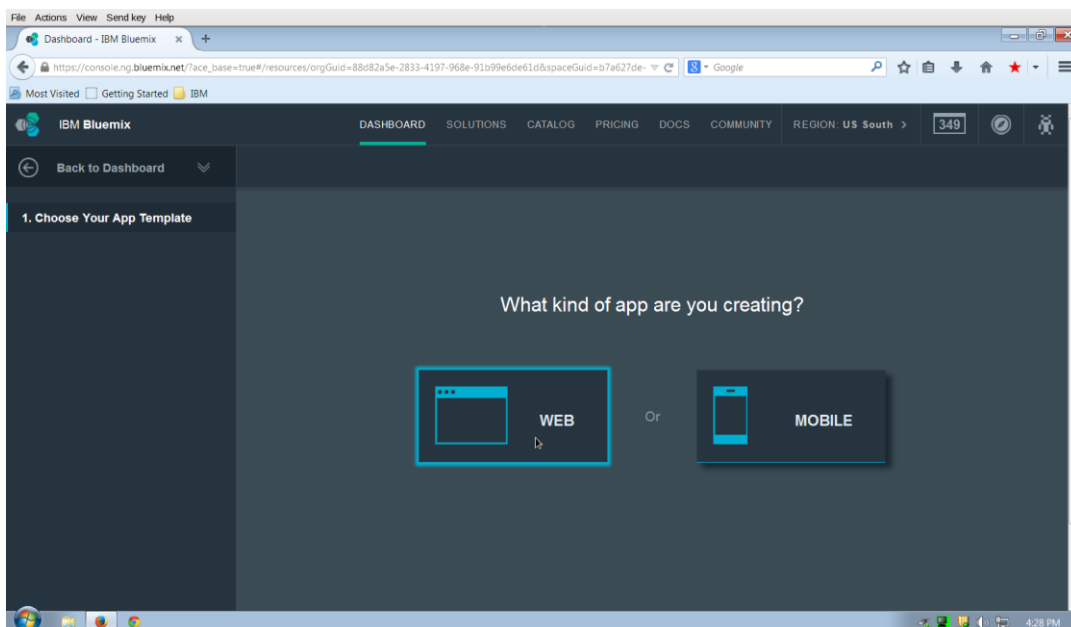 File Actions View Send key Help
Dashboard - IBM Bluemix × +
https://console.ng.bluemix.net/?ace_base=true#/resources/orgGuid=88d82a5e-2833-4197-968e-91b99e6de61d&spaceGuid=b7a627de- Google
Most Visited Getting Started IBM
IBM Bluemix DASHBOARD SOLUTIONS CATALOG PRICING DOCS COMMUNITY REGION: US South > 349
Back to Dashboard
1. Choose Your App Template
What kind of app are you creating?
WEB Or MOBILE
4:28 PM